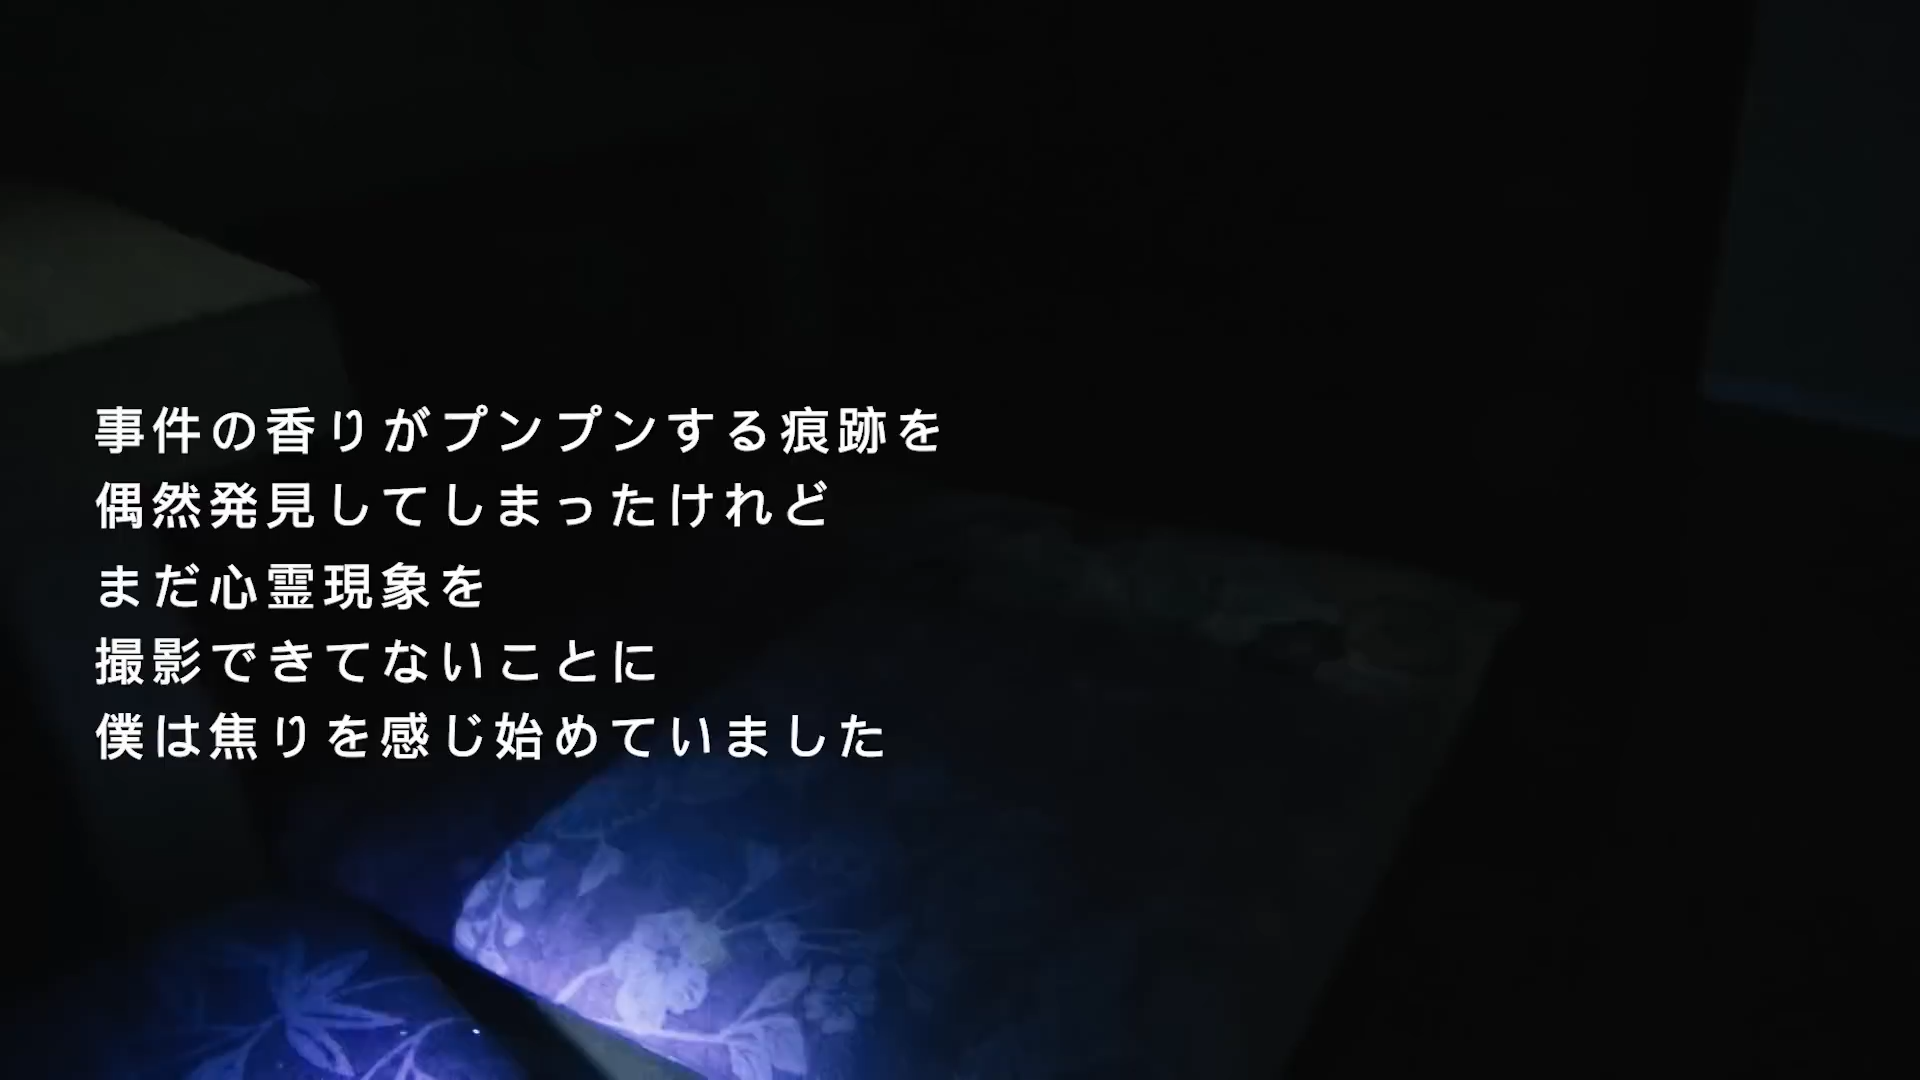 事件の香りがプンプンする痕跡を
偶然発見してしまったけれど
まだ心霊現象を
撮影できてないことに
僕は焦りを感じ始めていました